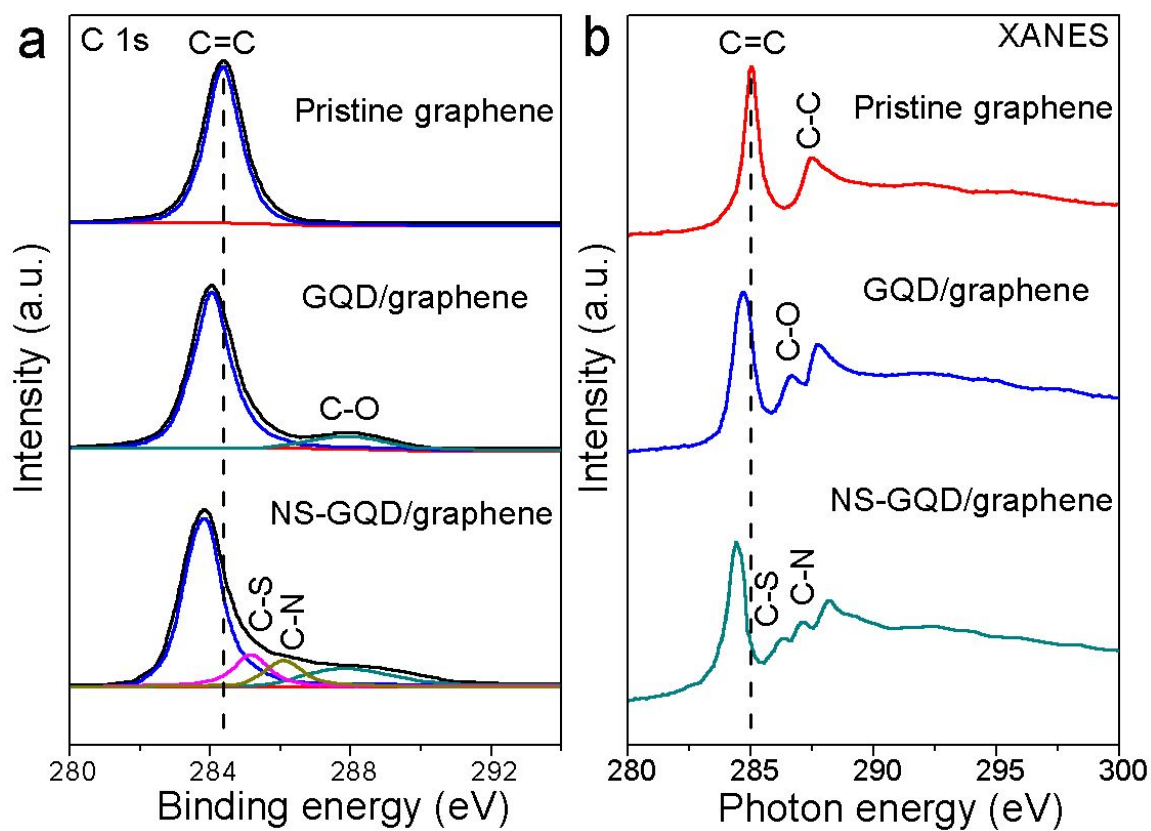 a
C 1s
C=C
Pristine graphene
GQD/graphene
C-O
NS-GQD/graphene
C-S
C-N
Intensity (a.u.)
280
284
288
292
Binding energy (eV)
b
XANES
C=C
C-C
Pristine graphene
GQD/graphene
C-O
NS-GQD/graphene
C-S
C-N
Intensity (a.u.)
280
285
290
295
300
Photon energy (eV)